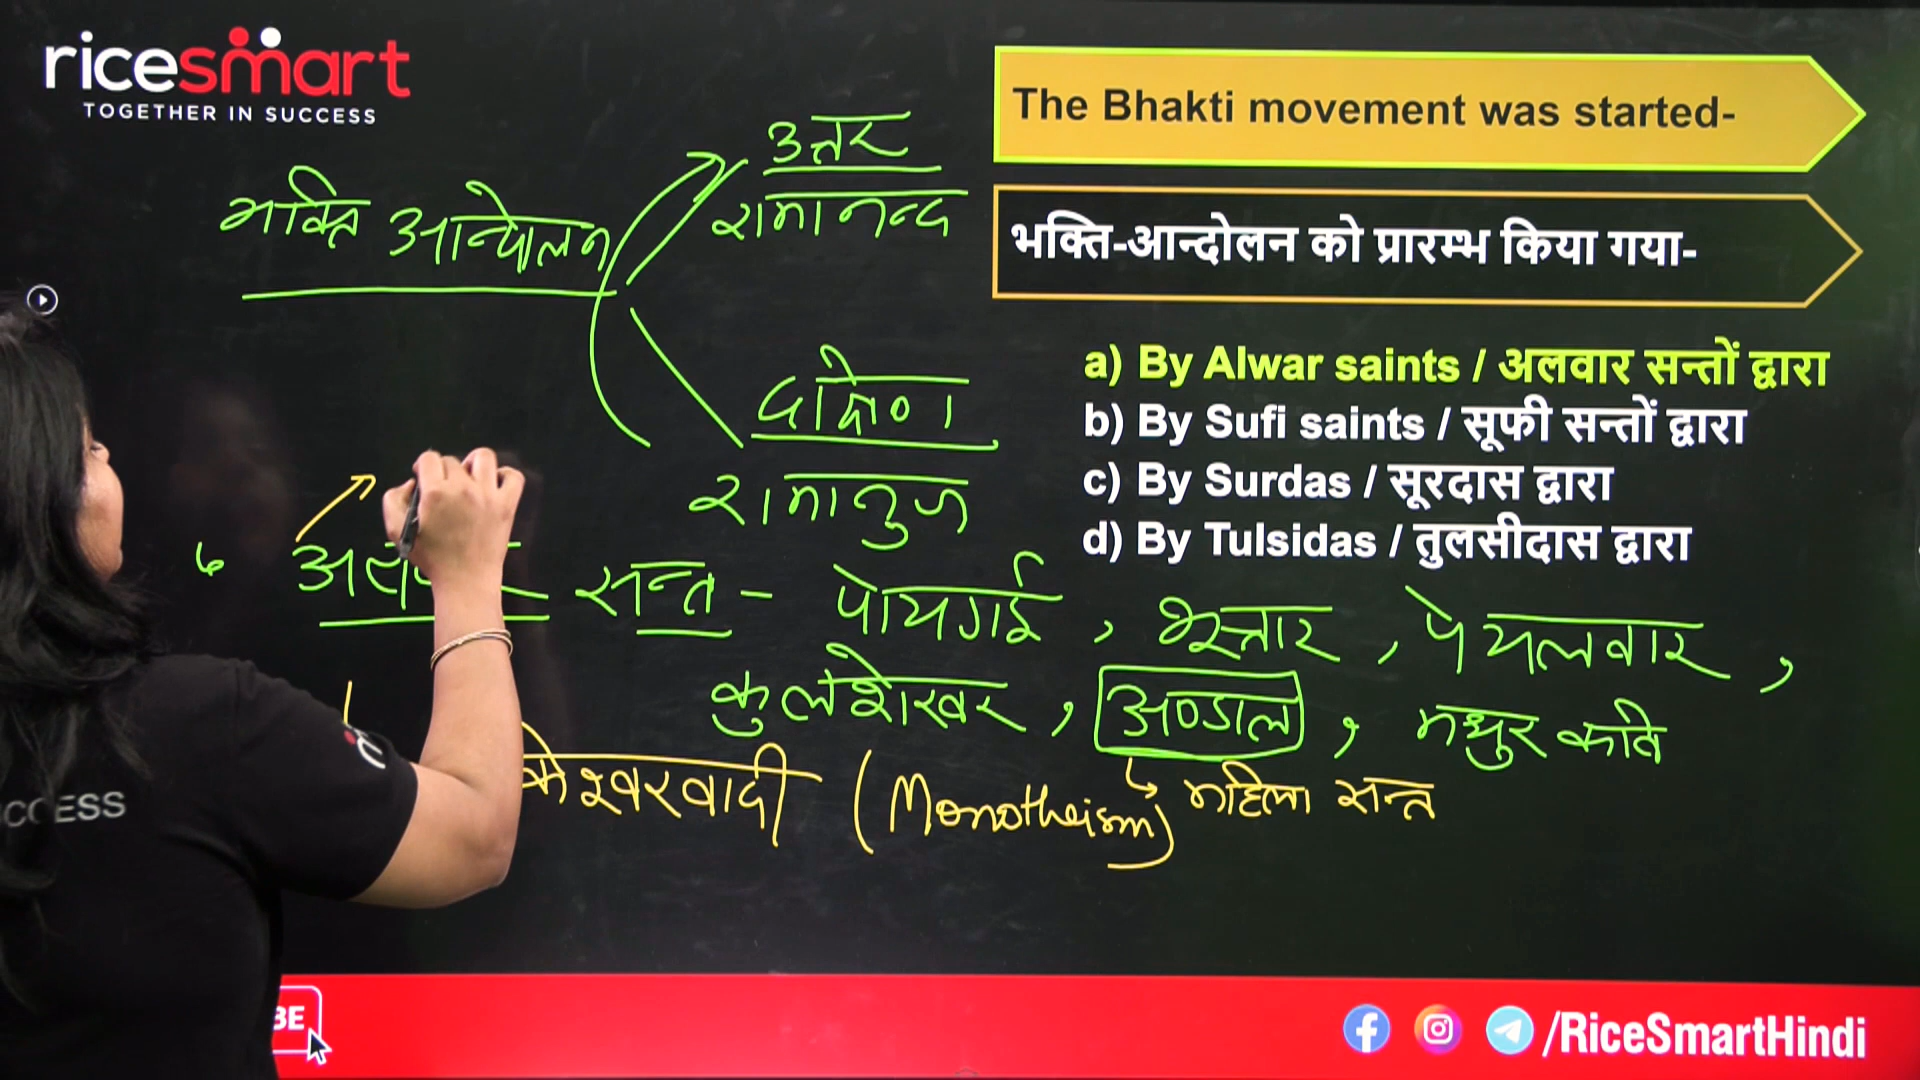 ricesmart
TOGETHER IN SUCCESS
The Bhakti movement was started-
भक्ति-आन्दोलन को प्रारम्भ किया गया-
a) By Alwar saints / अलवार सन्तों द्वारा
b) By Sufi saints / सूफी सन्तों द्वारा
c) By Surdas / सूरदास द्वारा
d) By Tulsidas / तुलसीदास द्वारा
भक्ति आन्दोलन
उत्तर
रामानन्द
दक्षिण
रामानुज
सन्त - पोयगई , भूत्तार , पेयलवार ,
कुलशेखर , अण्डाल , मधुर कवि
केश्वरवादी (Monotheism) महिला सन्त
CCESS
BE
/RiceSmartHindi